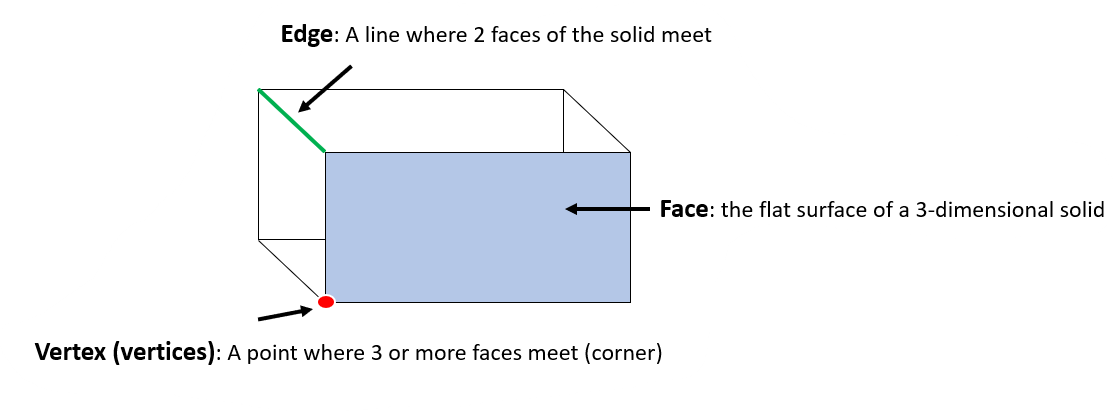 Edge: A line where 2 faces of the solid meet
Face: the flat surface of a 3-dimensional solid
Vertex (vertices): A point where 3 or more faces meet (corner)